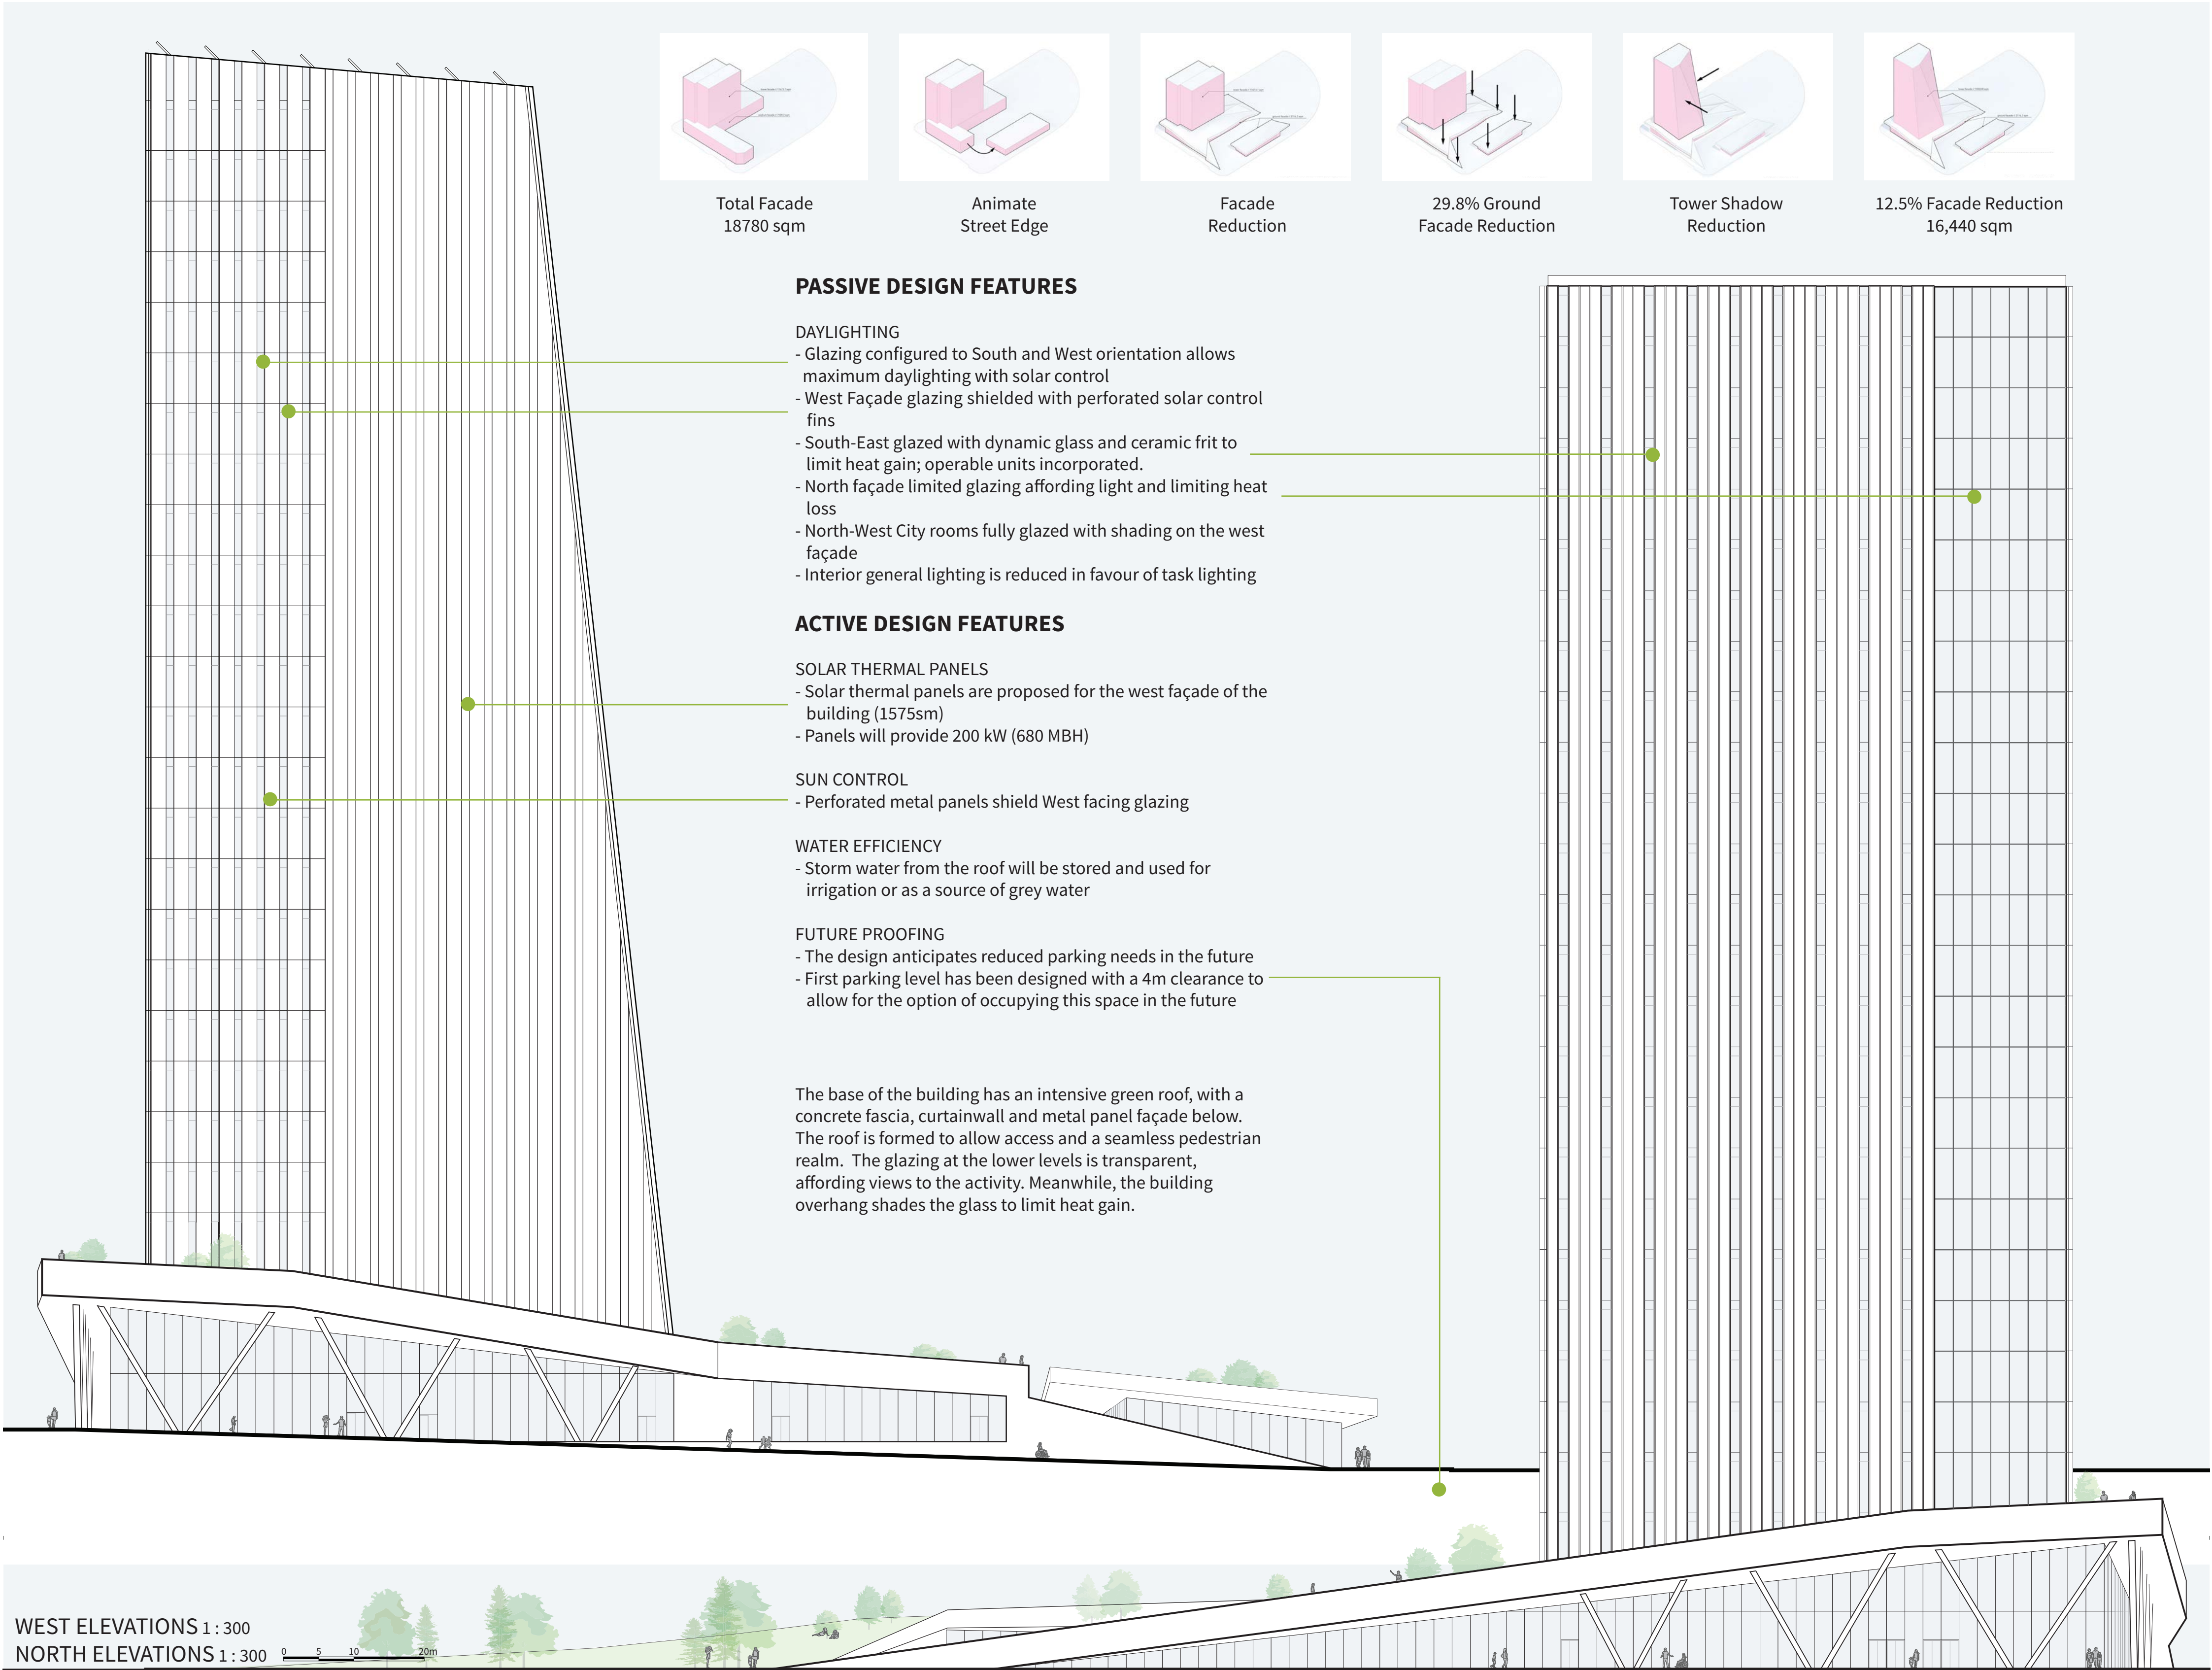 Total Facade
18780 sqm
Animate
Street Edge
Facade
Reduction
29.8% Ground
Facade Reduction
Tower Shadow
Reduction
12.5% Facade Reduction
16,440 sqm
PASSIVE DESIGN FEATURES
DAYLIGHTING
- Glazing configured to South and West orientation allows
maximum daylighting with solar control
- West Façade glazing shielded with perforated solar control
fins
- South-East glazed with dynamic glass and ceramic frit to
limit heat gain; operable units incorporated.
- North façade limited glazing affording light and limiting heat
loss
- North-West City rooms fully glazed with shading on the west
façade
- Interior general lighting is reduced in favour of task lighting
ACTIVE DESIGN FEATURES
SOLAR THERMAL PANELS
- Solar thermal panels are proposed for the west façade of the
building (1575sm)
- Panels will provide 200 kW (680 MBH)
SUN CONTROL
- Perforated metal panels shield West facing glazing
WATER EFFICIENCY
- Storm water from the roof will be stored and used for
irrigation or as a source of grey water
FUTURE PROOFING
- The design anticipates reduced parking needs in the future
- First parking level has been designed with a 4m clearance to
allow for the option of occupying this space in the future
The base of the building has an intensive green roof, with a
concrete fascia, curtainwall and metal panel façade below.
The roof is formed to allow access and a seamless pedestrian
realm. The glazing at the lower levels is transparent,
affording views to the activity. Meanwhile, the building
overhang shades the glass to limit heat gain.
WEST ELEVATIONS 1 : 300
NORTH ELEVATIONS 1 : 300
0 5 10 20m